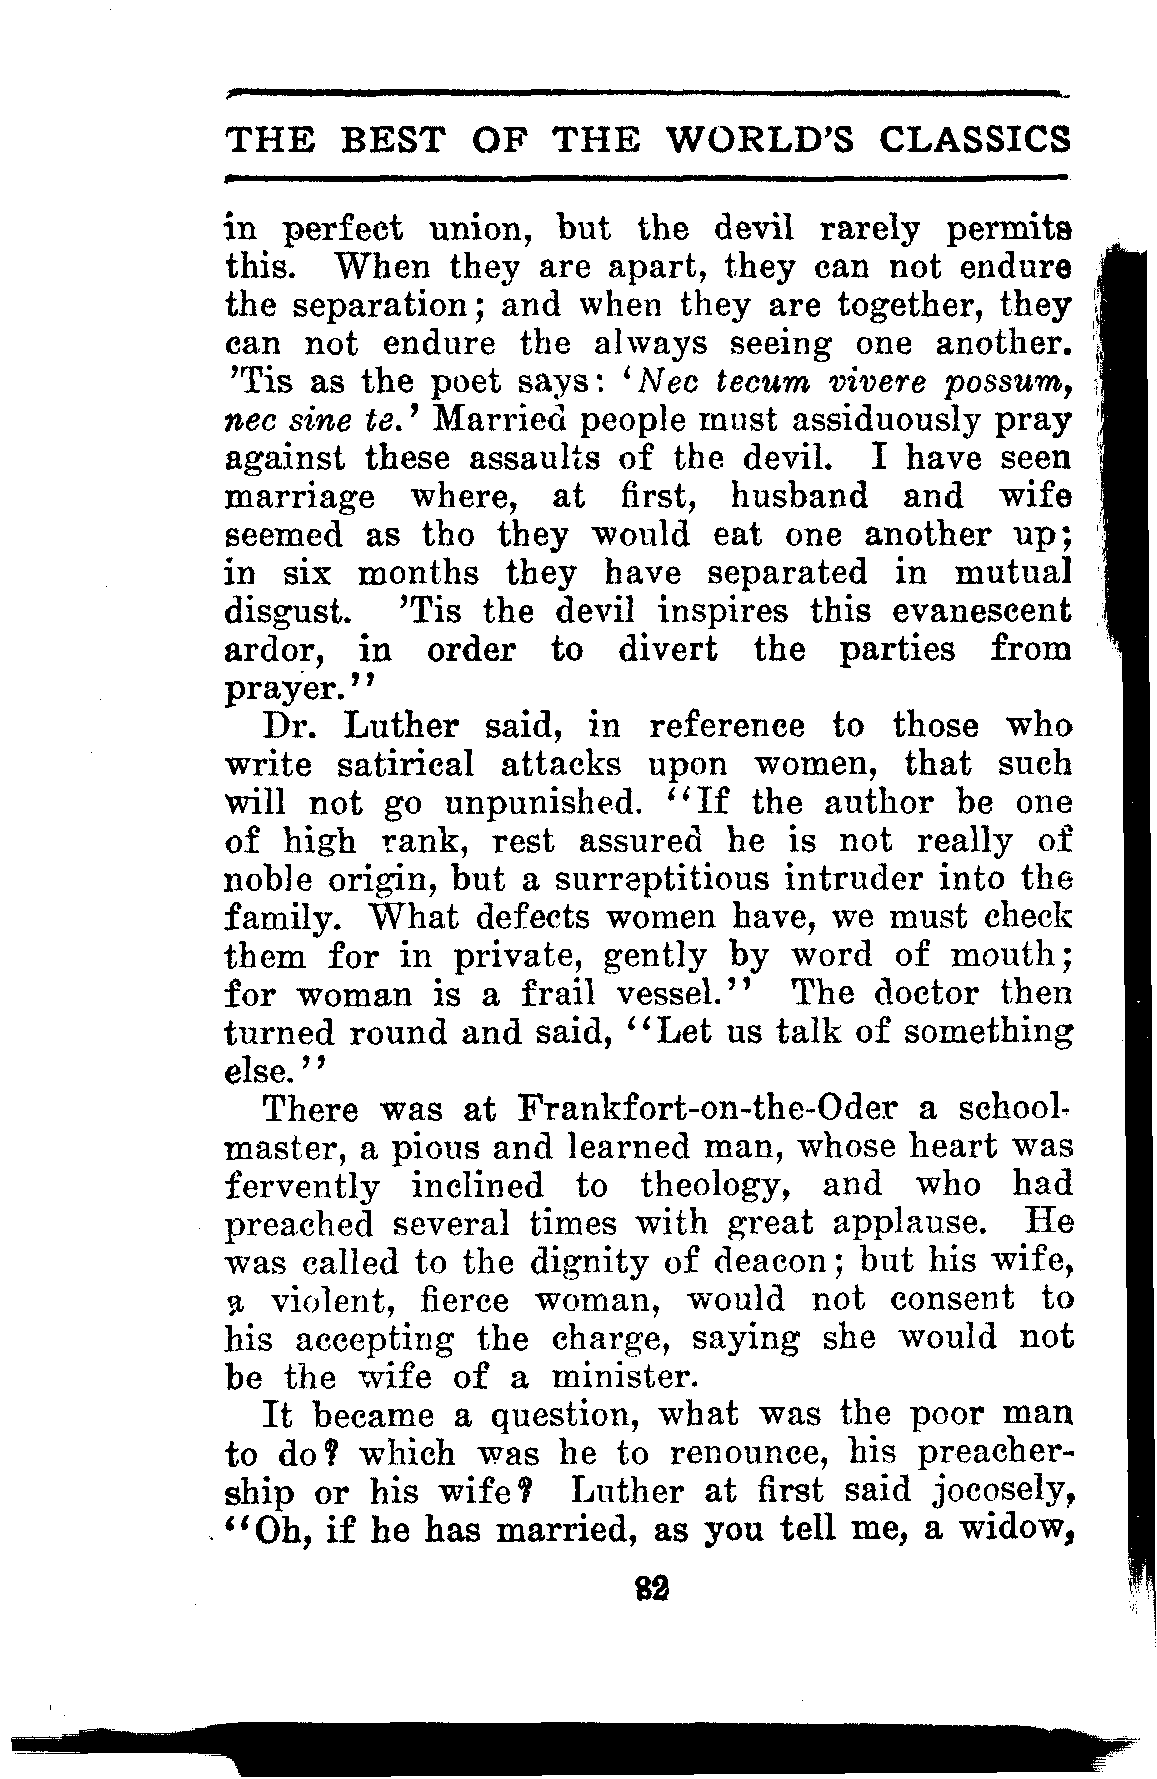 THE BEST OF THE WORLD'S CLASSICS
in perfect union, but the devil rarely permits
this. When they are apart, they can not endure
the separation; and when they are together, they
can not endure the always seeing one another.
'Tis as the poet says: 'Nec tecum vivere possum,
nec sine te.' Married people must assiduously pray
against these assaults of the devil. I have seen
marriage where, at first, husband and wife
seemed as tho they would eat one another up;
in six months they have separated in mutual
disgust. 'Tis the devil inspires this evanescent
ardor, in order to divert the parties from
prayer."
Dr. Luther said, in reference to those who
write satirical attacks upon women, that such
will not go unpunished. "If the author be one
of high rank, rest assured he is not really of
noble origin, but a surreptitious intruder into the
family. What defects women have, we must check
them for in private, gently by word of mouth;
for woman is a frail vessel." The doctor then
turned round and said, "Let us talk of something
else."
There was at Frankfort-on-the-Oder a school-
master, a pious and learned man, whose heart was
fervently inclined to theology, and who had
preached several times with great applause. He
was called to the dignity of deacon; but his wife,
a violent, fierce woman, would not consent to
his accepting the charge, saying she would not
be the wife of a minister.
It became a question, what was the poor man
to do? which was he to renounce, his preacher-
ship or his wife? Luther at first said jocosely,
"Oh, if he has married, as you tell me, a widow,
82